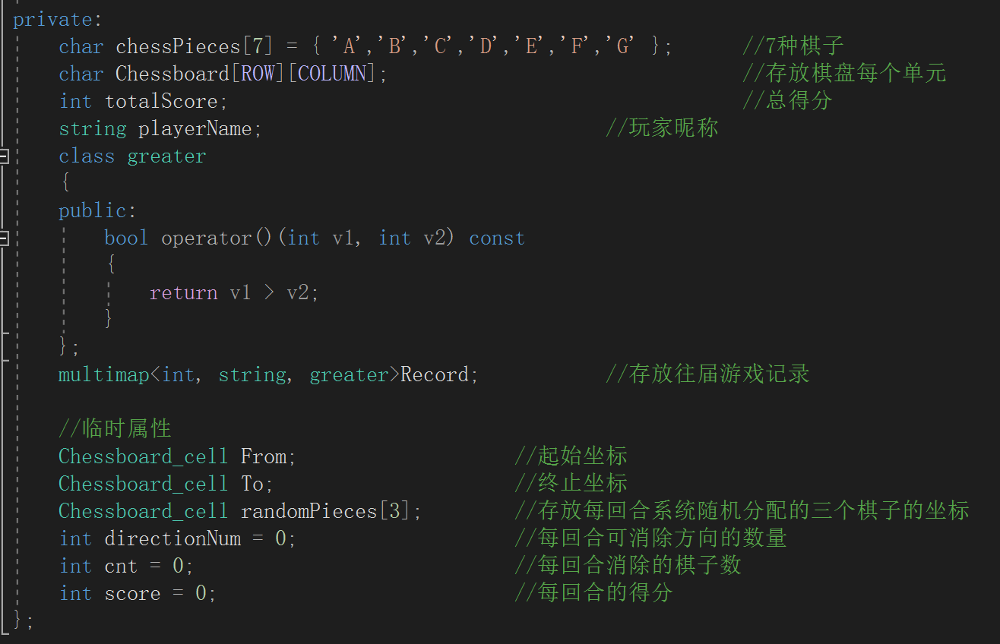 private:
    char chessPieces[7] = { 'A','B','C','D','E','F','G' };      //7种棋子
    char Chessboard[ROW][COLUMN];                               //存放棋盘每个单元
    int totalScore;                                             //总得分
    string playerName;                              //玩家昵称
    class greater
    {
    public:
        bool operator()(int v1, int v2) const
        {
            return v1 > v2;
        }
    };
    multimap<int, string, greater>Record;           //存放往届游戏记录

    //临时属性
    Chessboard_cell From;                   //起始坐标
    Chessboard_cell To;                     //终止坐标
    Chessboard_cell randomPieces[3];        //存放每回合系统随机分配的三个棋子的坐标
    int directionNum = 0;                   //每回合可消除方向的数量
    int cnt = 0;                            //每回合消除的棋子数
    int score = 0;                          //每回合的得分
};